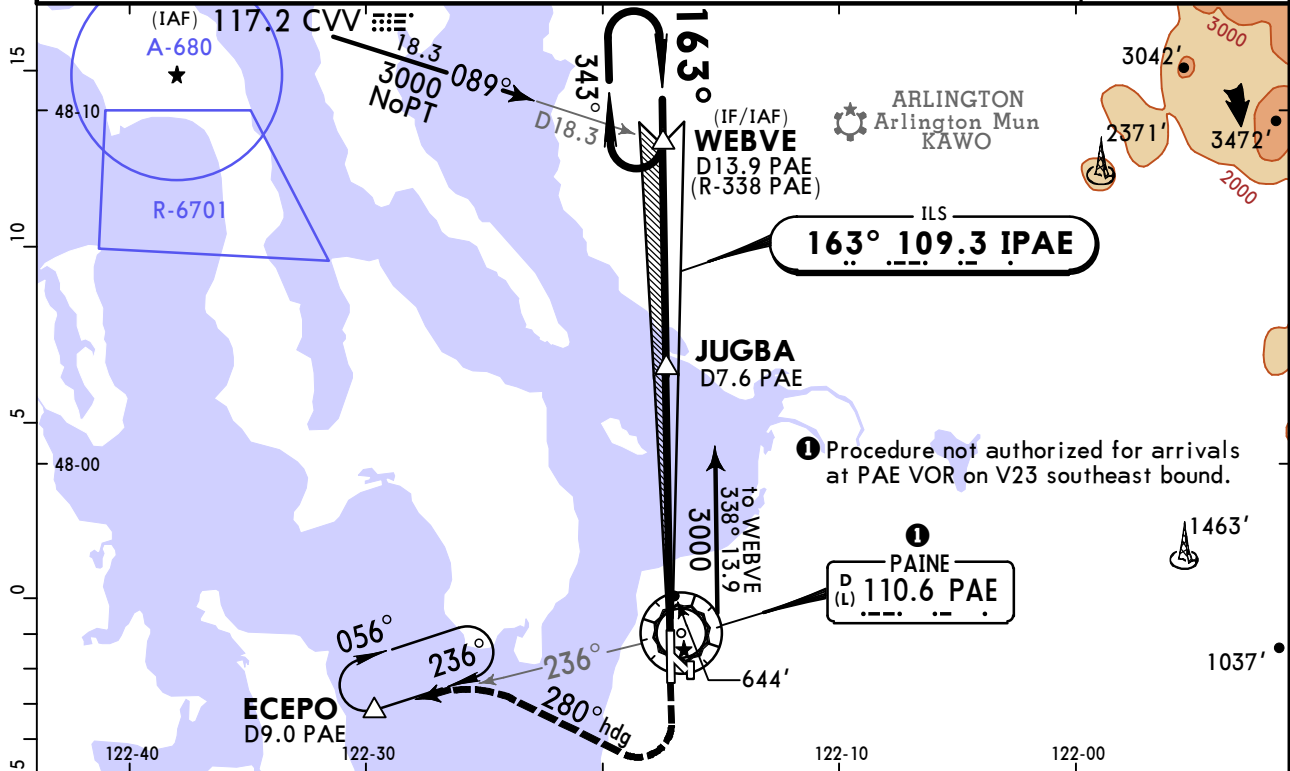 (IAF)
117.2 CVV
A-680
R-6701
18.3
3000
NoPT
089°
D18.3
343°
163°
(IF/IAF)
WEBVE
D13.9 PAE
(R-338 PAE)
ARLINGTON
Arlington Mun
KAWO
3000
3042'
2371'
3472'
2000
ILS
163° 109.3 IPAE
JUGBA
D7.6 PAE
1 Procedure not authorized for arrivals
at PAE VOR on V23 southeast bound.
to WEBVE
338° 13.9
3000
1
PAINE
D
(L)
110.6 PAE
1463'
1037'
644'
056°
236°
236°
280° hdg
ECEPO
D9.0 PAE
15
48-10
10
5
48-00
0
5
122-40
122-30
122-10
122-00